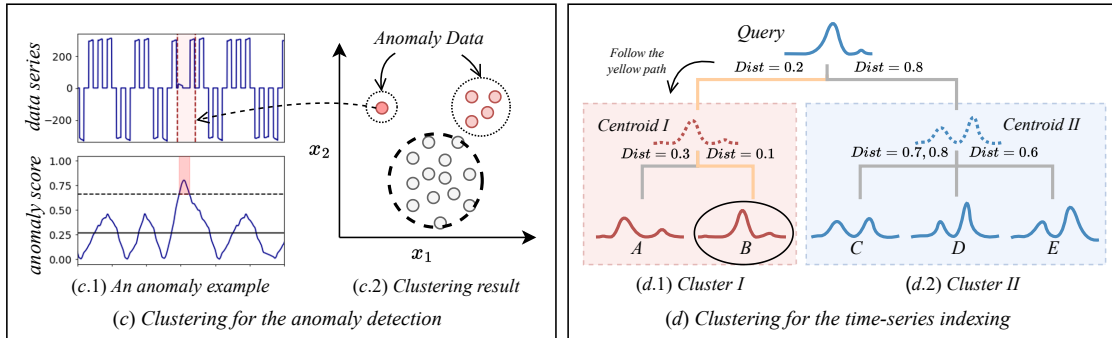 data series
200
0
−200
anomaly score
1.00
0.75
0.50
0.25
0.00
(c.1) An anomaly example
Anomaly Data
x2
x1
(c.2) Clustering result
(c) Clustering for the anomaly detection
Query
Follow the
yellow path
Dist = 0.2
Dist = 0.8
Centroid I
Dist = 0.3
Dist = 0.1
A
B
Centroid II
Dist = 0.7, 0.8
Dist = 0.6
C
D
E
(d.1) Cluster I
(d.2) Cluster II
(d) Clustering for the time-series indexing